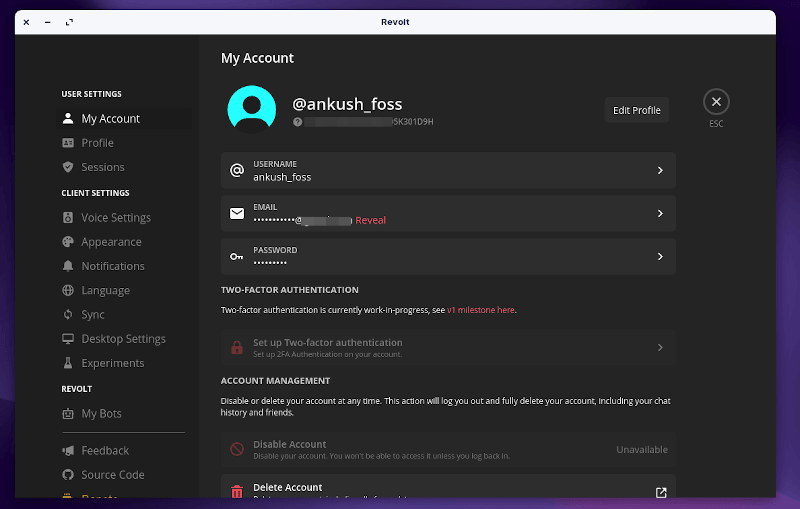 Revolt
My Account
USER SETTINGS
My Account
Profile
Sessions
CLIENT SETTINGS
Voice Settings
Appearance
Notifications
Language
Sync
Desktop Settings
Experiments
REVOLT
My Bots
Feedback
Source Code
@ankush_foss
5K301D9H
Edit Profile
ESC
USERNAME
ankush_foss
EMAIL
•••••••••••@ Reveal
PASSWORD
•••••••••
TWO-FACTOR AUTHENTICATION
Two-factor authentication is currently work-in-progress, see v1 milestone here.
Set up Two-factor authentication
Set up 2FA Authentication on your account.
ACCOUNT MANAGEMENT
Disable or delete your account at any time. This action will log you out and fully delete your account, including your chat
history and friends.
Disable Account
Disable your account. You won't be able to access it unless you log back in.
Unavailable
Delete Account